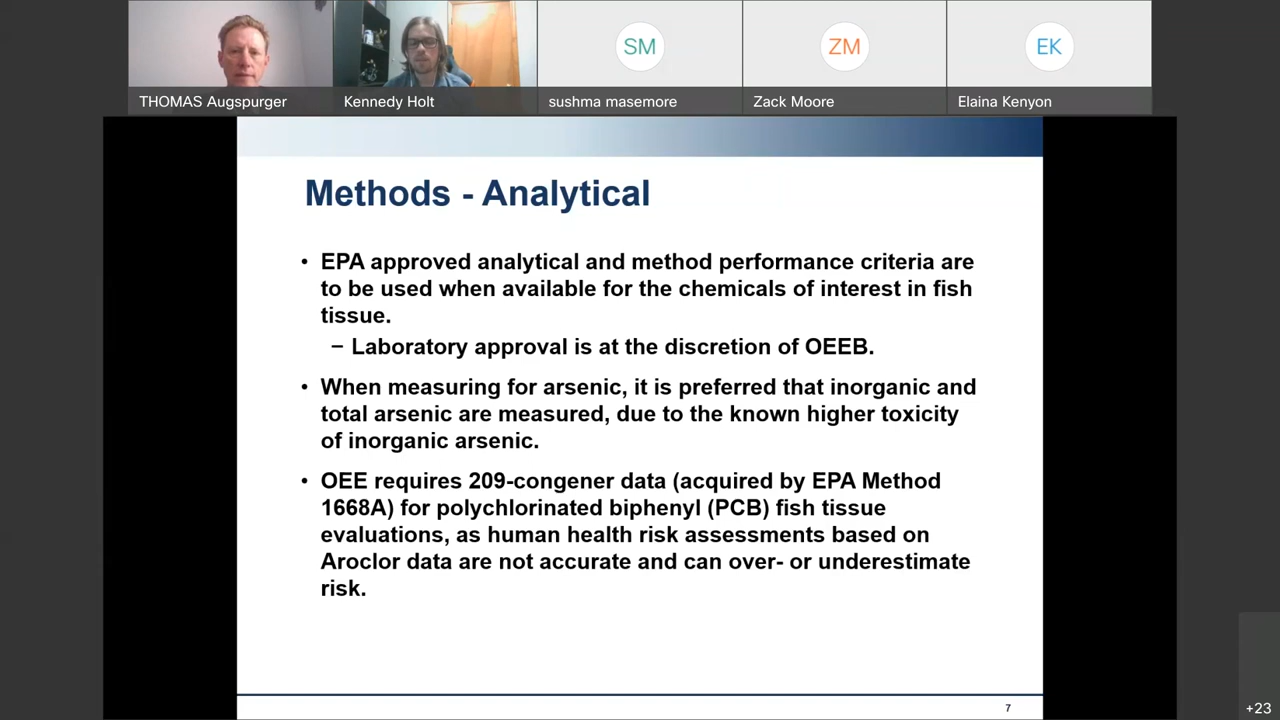 SM
ZM
EK
THOMAS Augspurger
Kennedy Holt
sushma masemore
Zack Moore
Elaina Kenyon
Methods - Analytical
• EPA approved analytical and method performance criteria are
to be used when available for the chemicals of interest in fish
tissue.
– Laboratory approval is at the discretion of OEEB.
• When measuring for arsenic, it is preferred that inorganic and
total arsenic are measured, due to the known higher toxicity
of inorganic arsenic.
• OEE requires 209-congener data (acquired by EPA Method
1668A) for polychlorinated biphenyl (PCB) fish tissue
evaluations, as human health risk assessments based on
Aroclor data are not accurate and can over- or underestimate
risk.
7
+23